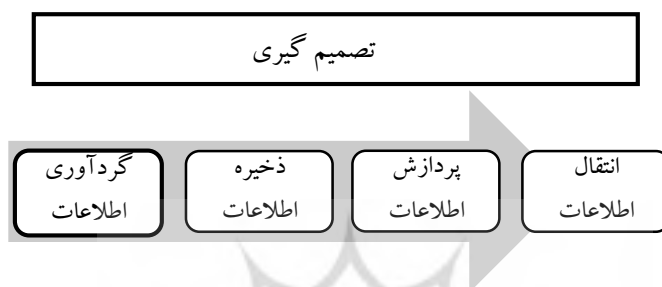 تصمیم گیری
گردآوری
اطلاعات
ذخیره
اطلاعات
پردازش
اطلاعات
انتقال
اطلاعات